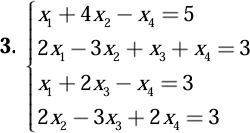 3. x₁ + 4x₂ − x₄ = 5
2x₁ − 3x₂ + x₃ + x₄ = 3
x₁ + 2x₃ − x₄ = 3
2x₂ − 3x₃ + 2x₄ = 3